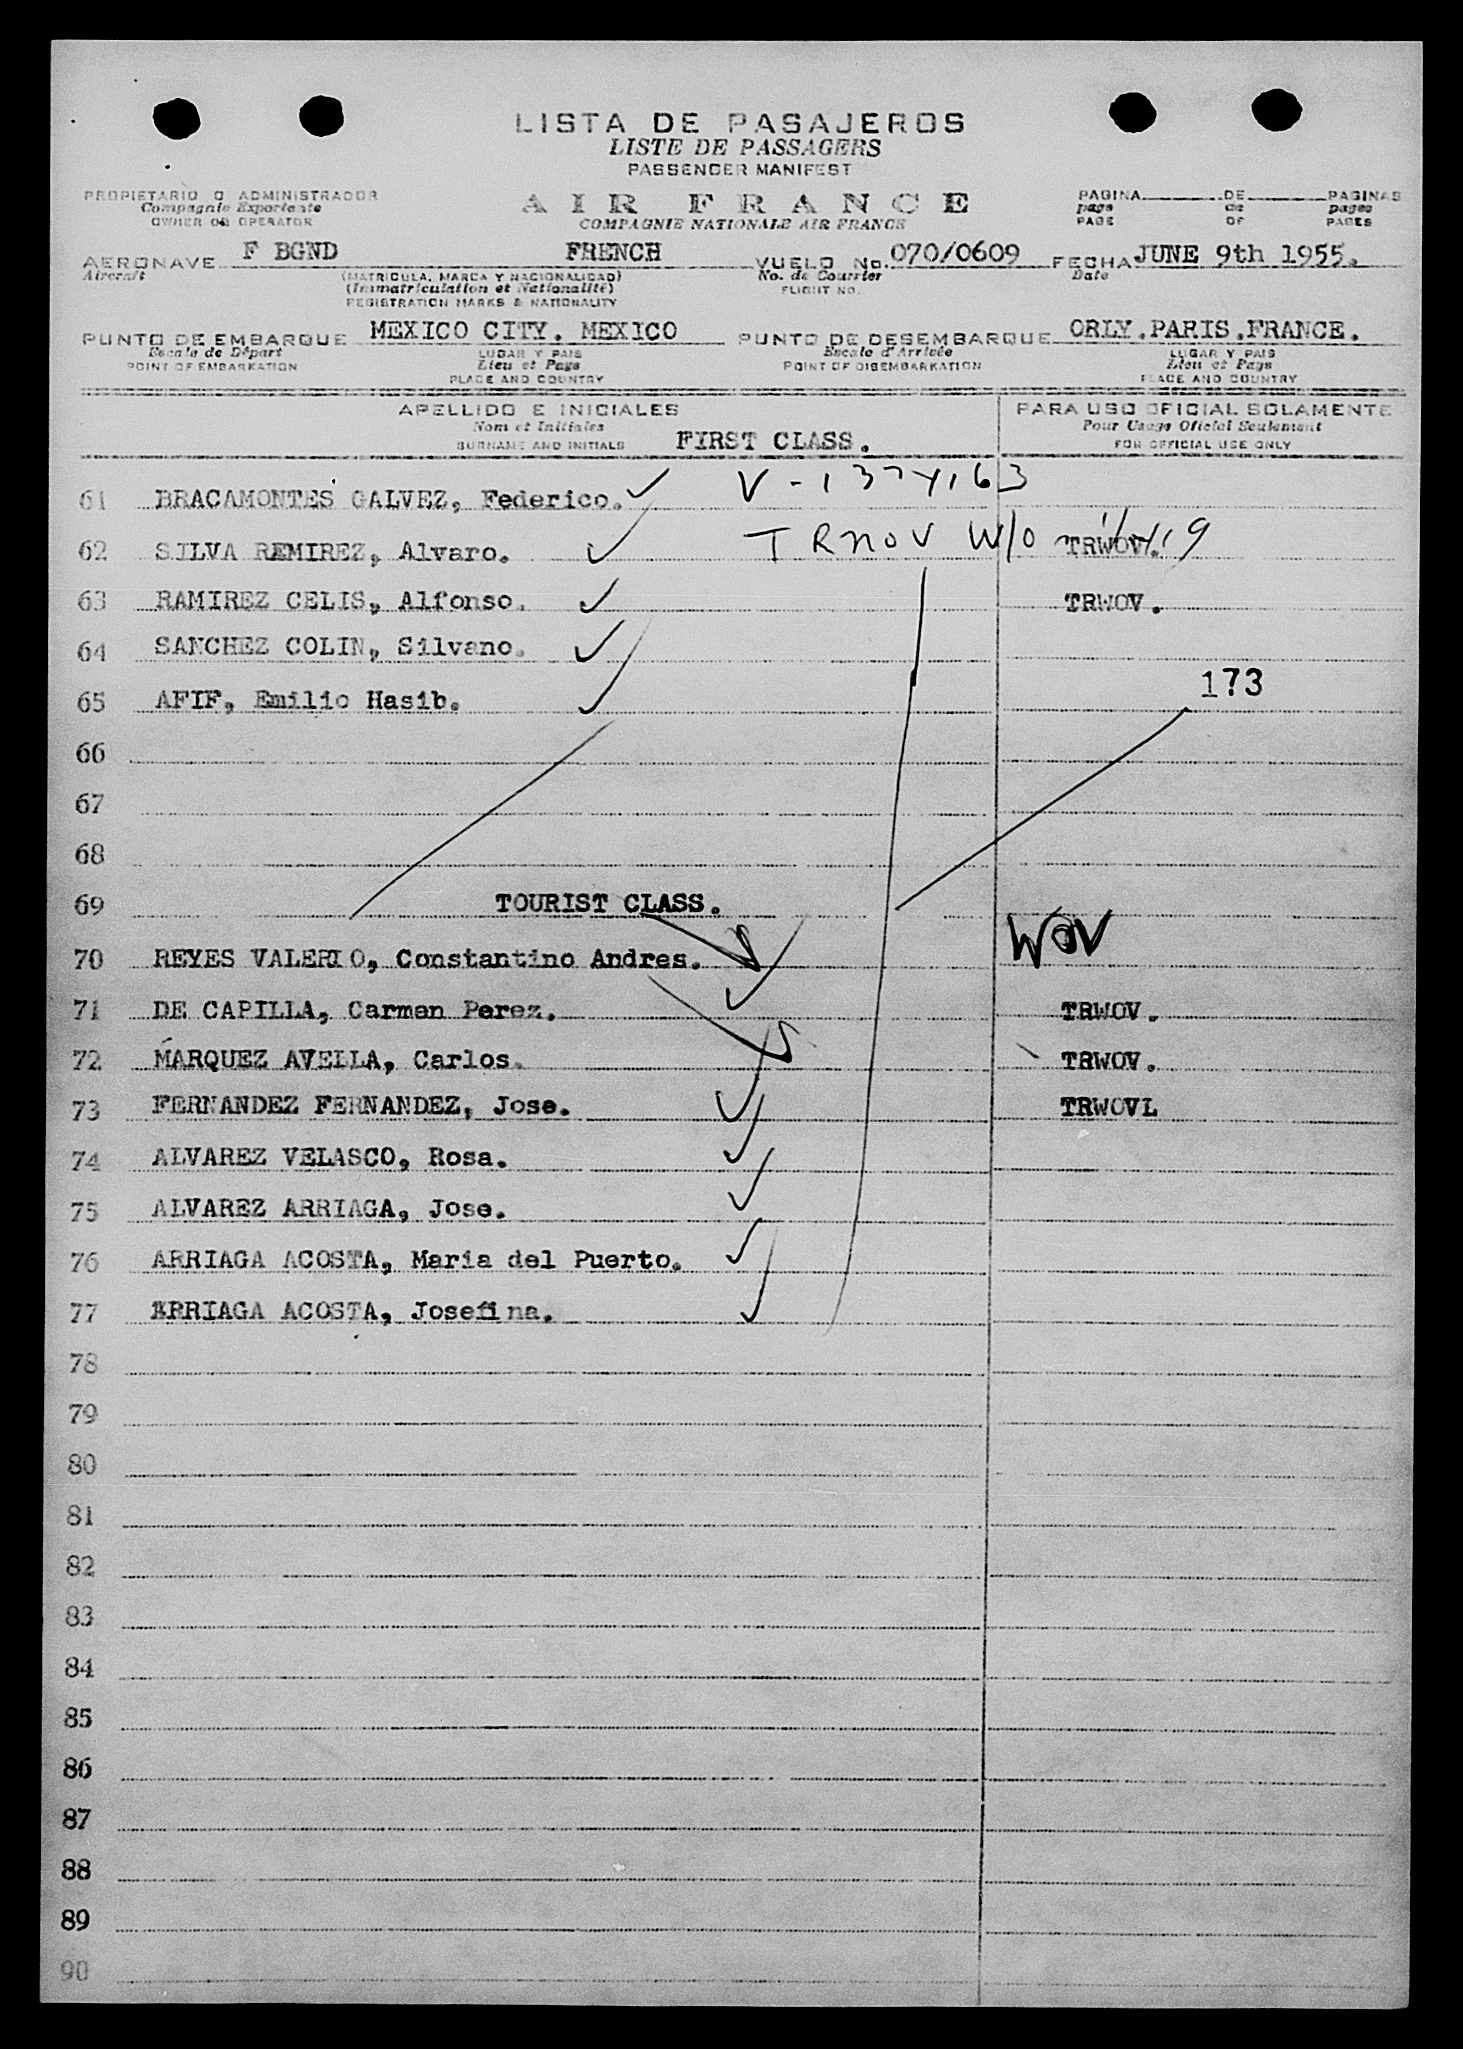 LISTA DE PASAJEROS
LISTE DE PASSAGERS
PASSENGER MANIFEST
PROPIETARIO O ADMINISTRADOR
Compagnie Exportante
OWNER OR OPERATOR
AIR FRANCE
COMPAGNIE NATIONALE AIR FRANCE
PAGINA DE PAGINAS
page de pages
PAGE OF PAGES
AERONAVE F BGND FRENCH VUELO No. 070/0609 FECHA JUNE 9th 1955.
Aircraft (MATRICULA, MARCA Y NACIONALIDAD) No. de Courrier Date
(Immatriculation et Nationalité) FLIGHT NO.
REGISTRATION MARKS & NATIONALITY
PUNTO DE EMBARQUE MEXICO CITY. MEXICO PUNTO DE DESEMBARQUE ORLY.PARIS.FRANCE.
Escale de Départ LUGAR Y PAIS Escale d'Arrivée LUGAR Y PAIS
POINT OF EMBARKATION Lieu et Pays POINT OF DISEMBARKATION Lieu et Pays
PLACE AND COUNTRY PLACE AND COUNTRY
APELLIDO E INICIALES PARA USO OFICIAL SOLAMENTE
Nom et Initiales Pour Usage Oficiel Seulement
SURNAME AND INITIALS FIRST CLASS. FOR OFFICIAL USE ONLY
61 BRACAMONTES GALVEZ, Federico.
62 SILVA REMIREZ, Alvaro. W/O TRWOV.
63 RAMIREZ CELIS, Alfonso. TRWOV.
64 SANCHEZ COLIN, Silvano.
173
65 AFIF, Emilio Hasib.
66
67
68
69 TOURIST CLASS.
WOV
70 REYES VALERIO, Constantino Andres.
71 DE CAPILLA, Carmen Perez. TRWOV.
72 MARQUEZ AVELLA, Carlos. TRWOV.
73 FERNANDEZ FERNANDEZ, Jose. TRWOVL
74 ALVAREZ VELASCO, Rosa.
75 ALVAREZ ARRIAGA, Jose.
76 ARRIAGA ACOSTA, Maria del Puerto.
77 ARRIAGA ACOSTA, Josefina.
78
79
80
81
82
83
84
85
86
87
88
89
90